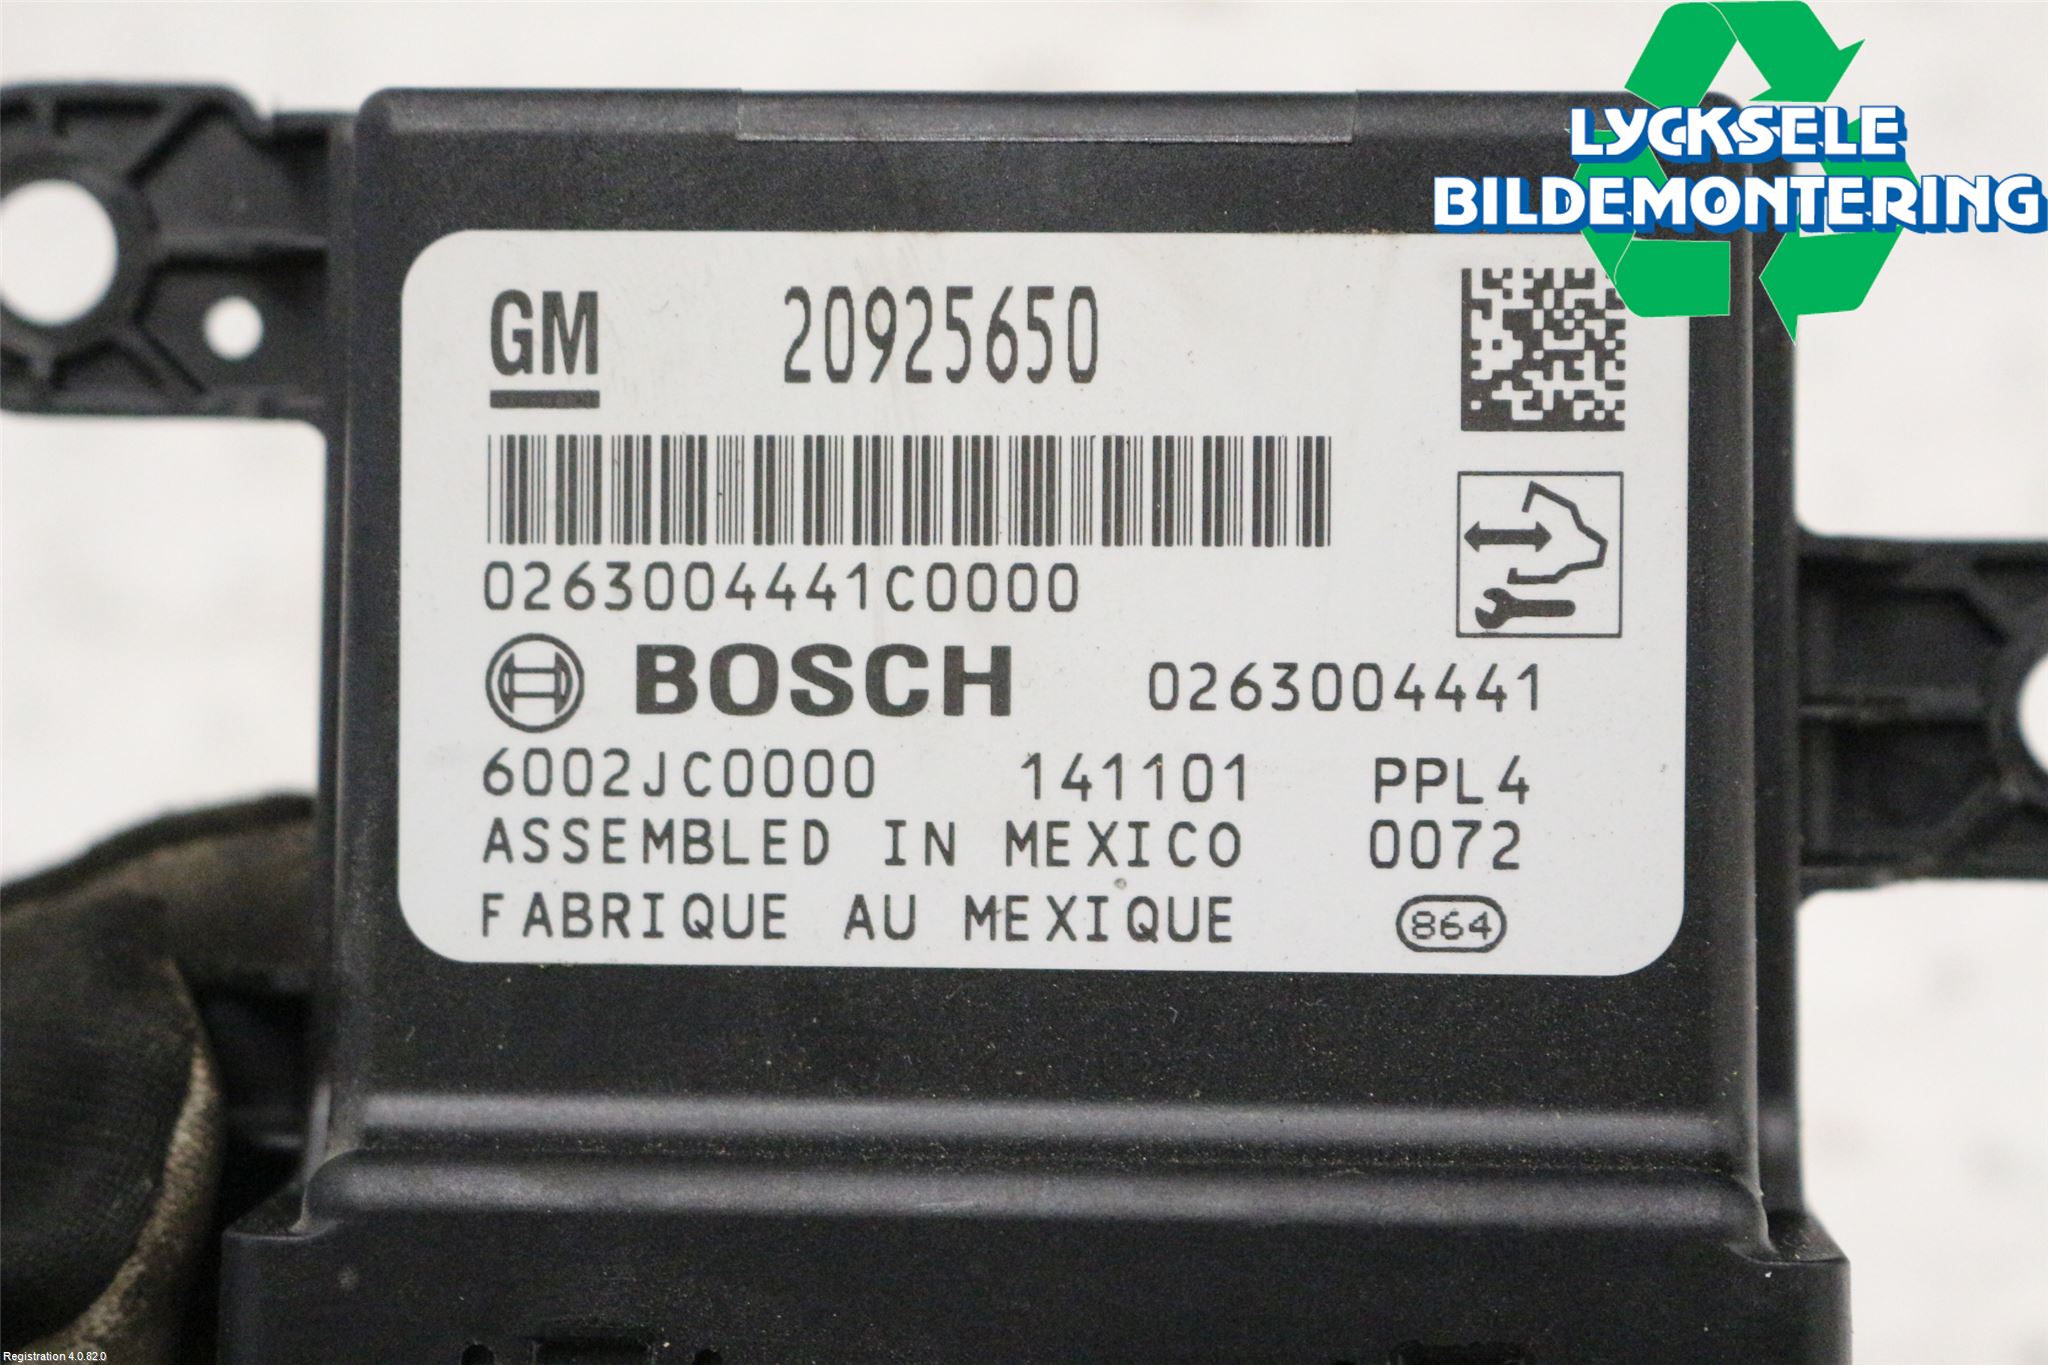 LYCKSELE
BILDEMONTERING
GM 20925650
0263004441C0000
BOSCH 0263004441
6002JC0000 141101 PPL4
ASSEMBLED IN MEXICO 0072
FABRIQUE AU MEXIQUE 864
Registration 4.0.82.0